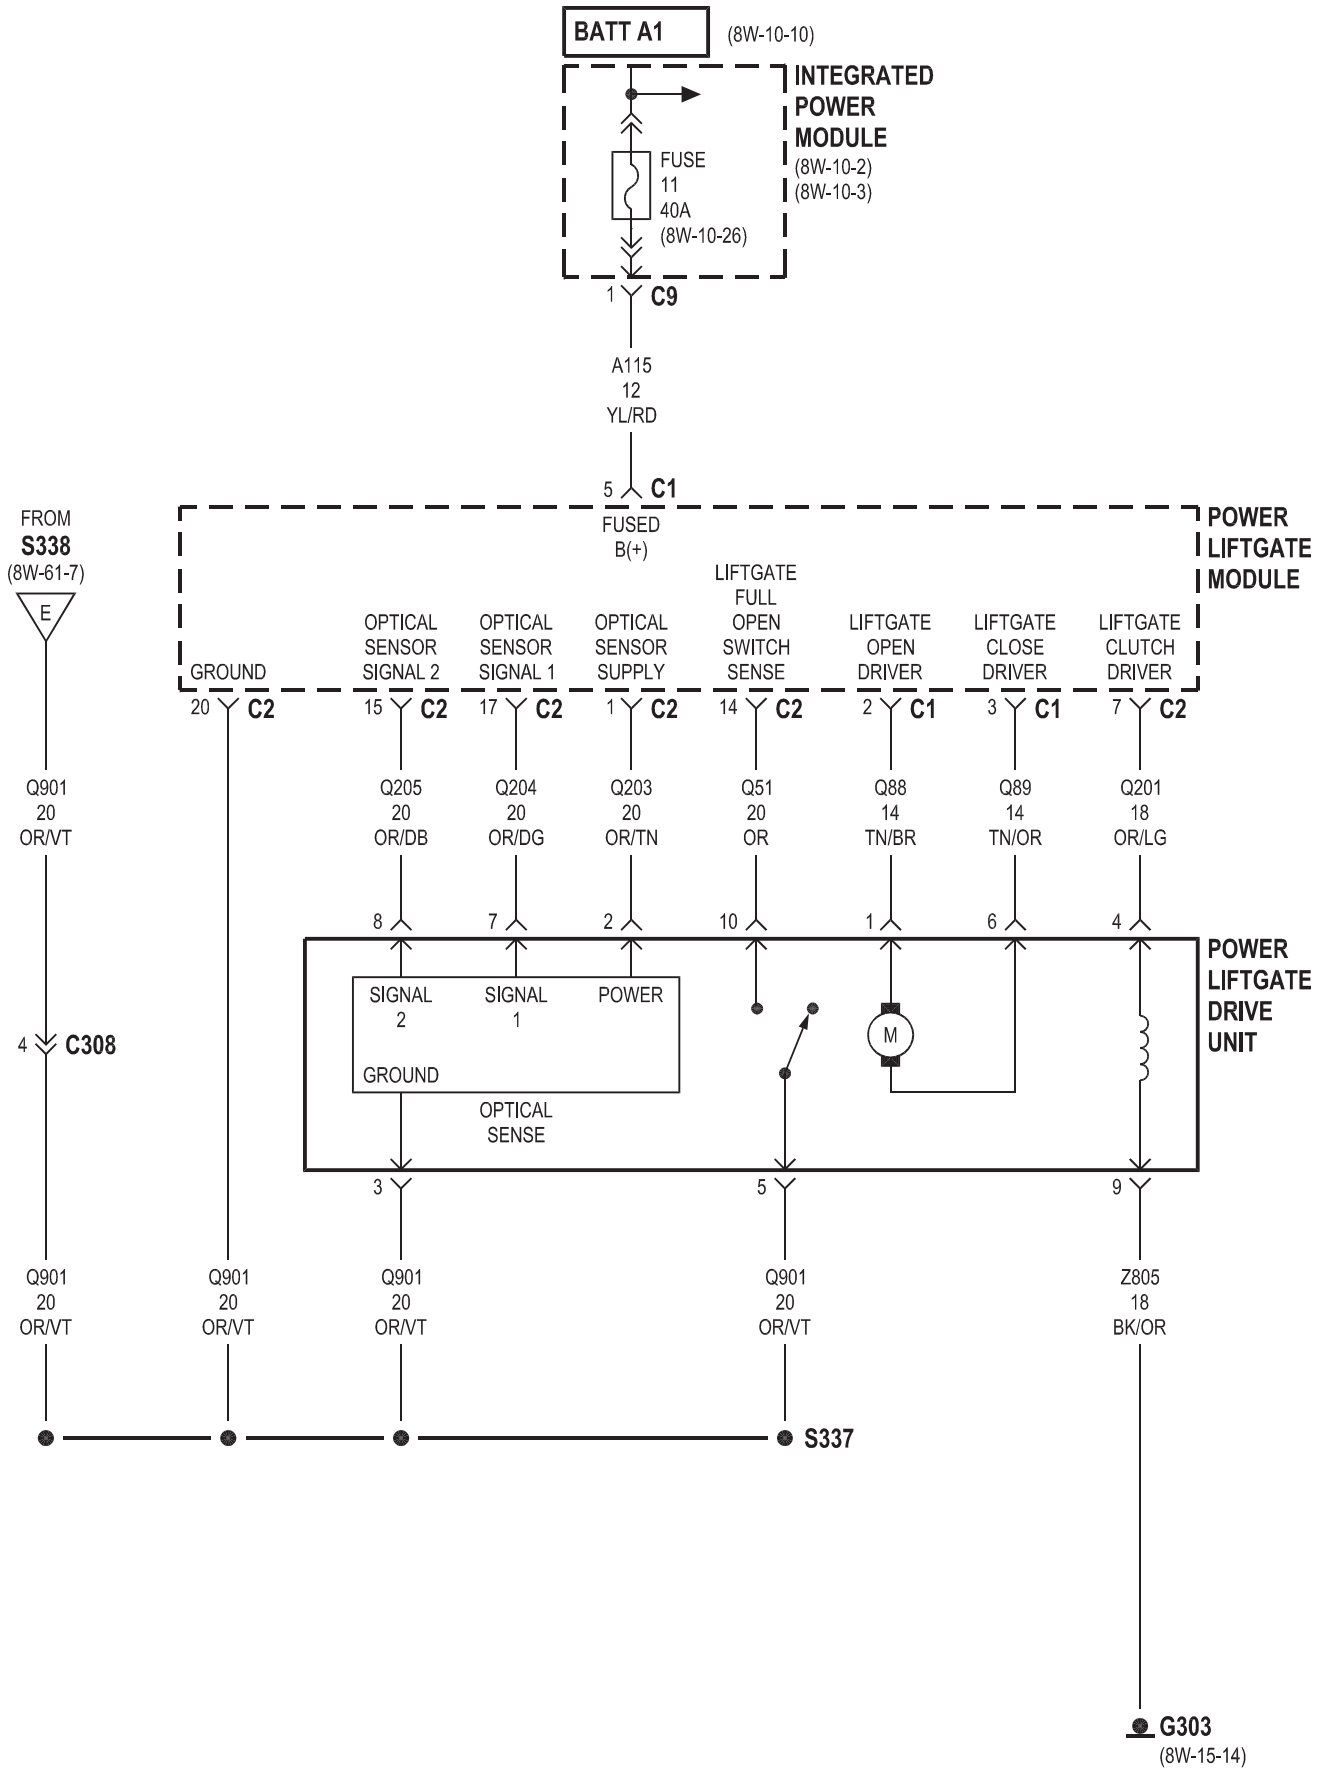 BATT A1
(8W-10-10)
INTEGRATED
POWER
MODULE
(8W-10-2)
(8W-10-3)
FUSE
11
40A
(8W-10-26)
1
C9
A115
12
YL/RD
5
C1
FROM
S338
(8W-61-7)
E
FUSED
B(+)
POWER
LIFTGATE
MODULE
GROUND
OPTICAL
SENSOR
SIGNAL 2
OPTICAL
SENSOR
SIGNAL 1
OPTICAL
SENSOR
SUPPLY
LIFTGATE
FULL
OPEN
SWITCH
SENSE
LIFTGATE
OPEN
DRIVER
LIFTGATE
CLOSE
DRIVER
LIFTGATE
CLUTCH
DRIVER
20 C2
15 C2
17 C2
1 C2
14 C2
2 C1
3 C1
7 C2
Q901
20
OR/VT
Q205
20
OR/DB
Q204
20
OR/DG
Q203
20
OR/TN
Q51
20
OR
Q88
14
TN/BR
Q89
14
TN/OR
Q201
18
OR/LG
8
7
2
10
1
6
4
POWER
LIFTGATE
DRIVE
UNIT
SIGNAL
2
SIGNAL
1
POWER
GROUND
OPTICAL
SENSE
M
4 C308
3
5
9
Q901
20
OR/VT
Q901
20
OR/VT
Q901
20
OR/VT
Q901
20
OR/VT
Z805
18
BK/OR
S337
G303
(8W-15-14)